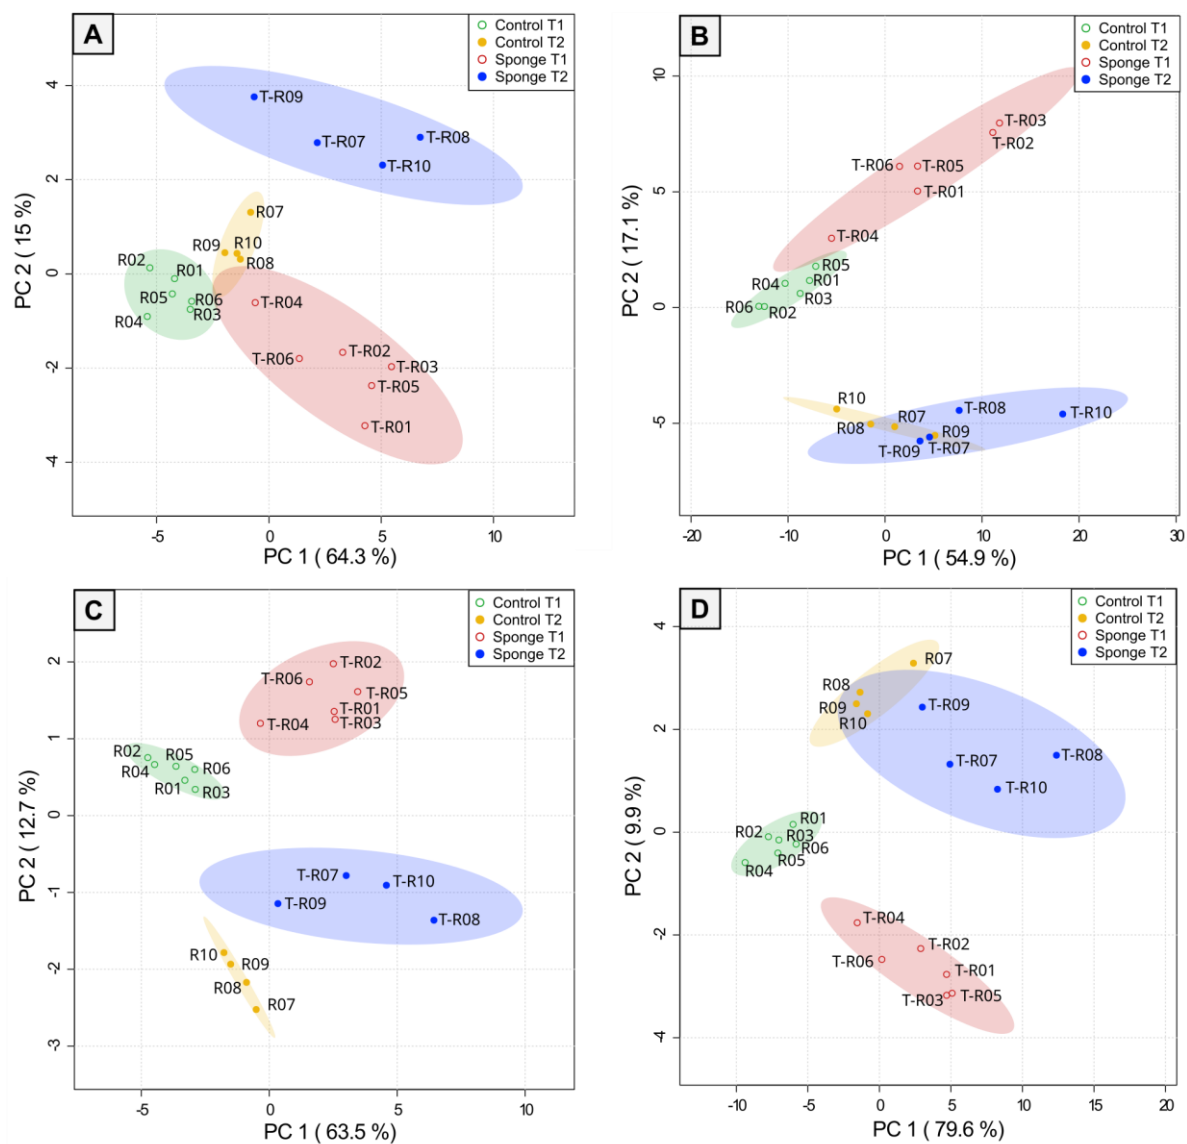 A
Control T1
Control T2
Sponge T1
Sponge T2
4
2
0
-2
-4
PC 2 ( 15 %)
T-R09
T-R07
T-R08
T-R10
R07
R09
R10
R08
R02
R01
R05
R06
R03
R04
T-R04
T-R06
T-R02
T-R03
T-R05
T-R01
-5
0
5
10
PC 1 ( 64.3 %)
B
Control T1
Control T2
Sponge T1
Sponge T2
10
5
0
-5
PC 2 ( 17.1 %)
T-R03
T-R02
T-R06
T-R05
T-R01
T-R04
R05
R04
R01
R03
R06
R02
R10
R07
R08
R09
T-R08
T-R10
T-R09
T-R07
-20
-10
0
10
20
30
PC 1 ( 54.9 %)
C
Control T1
Control T2
Sponge T1
Sponge T2
2
1
0
-1
-2
-3
PC 2 ( 12.7 %)
T-R02
T-R06
T-R05
T-R01
T-R03
T-R04
R02
R05
R04
R06
R01
R03
T-R07
T-R10
T-R09
T-R08
R10
R09
R08
R07
-5
0
5
10
PC 1 ( 63.5 %)
D
Control T1
Control T2
Sponge T1
Sponge T2
4
2
0
-2
-4
PC 2 ( 9.9 %)
R07
R08
R09
R10
T-R09
T-R07
T-R08
T-R10
R01
R02
R03
R06
R05
R04
T-R04
T-R02
T-R06
T-R01
T-R03
T-R05
-10
-5
0
5
10
15
20
PC 1 ( 79.6 %)